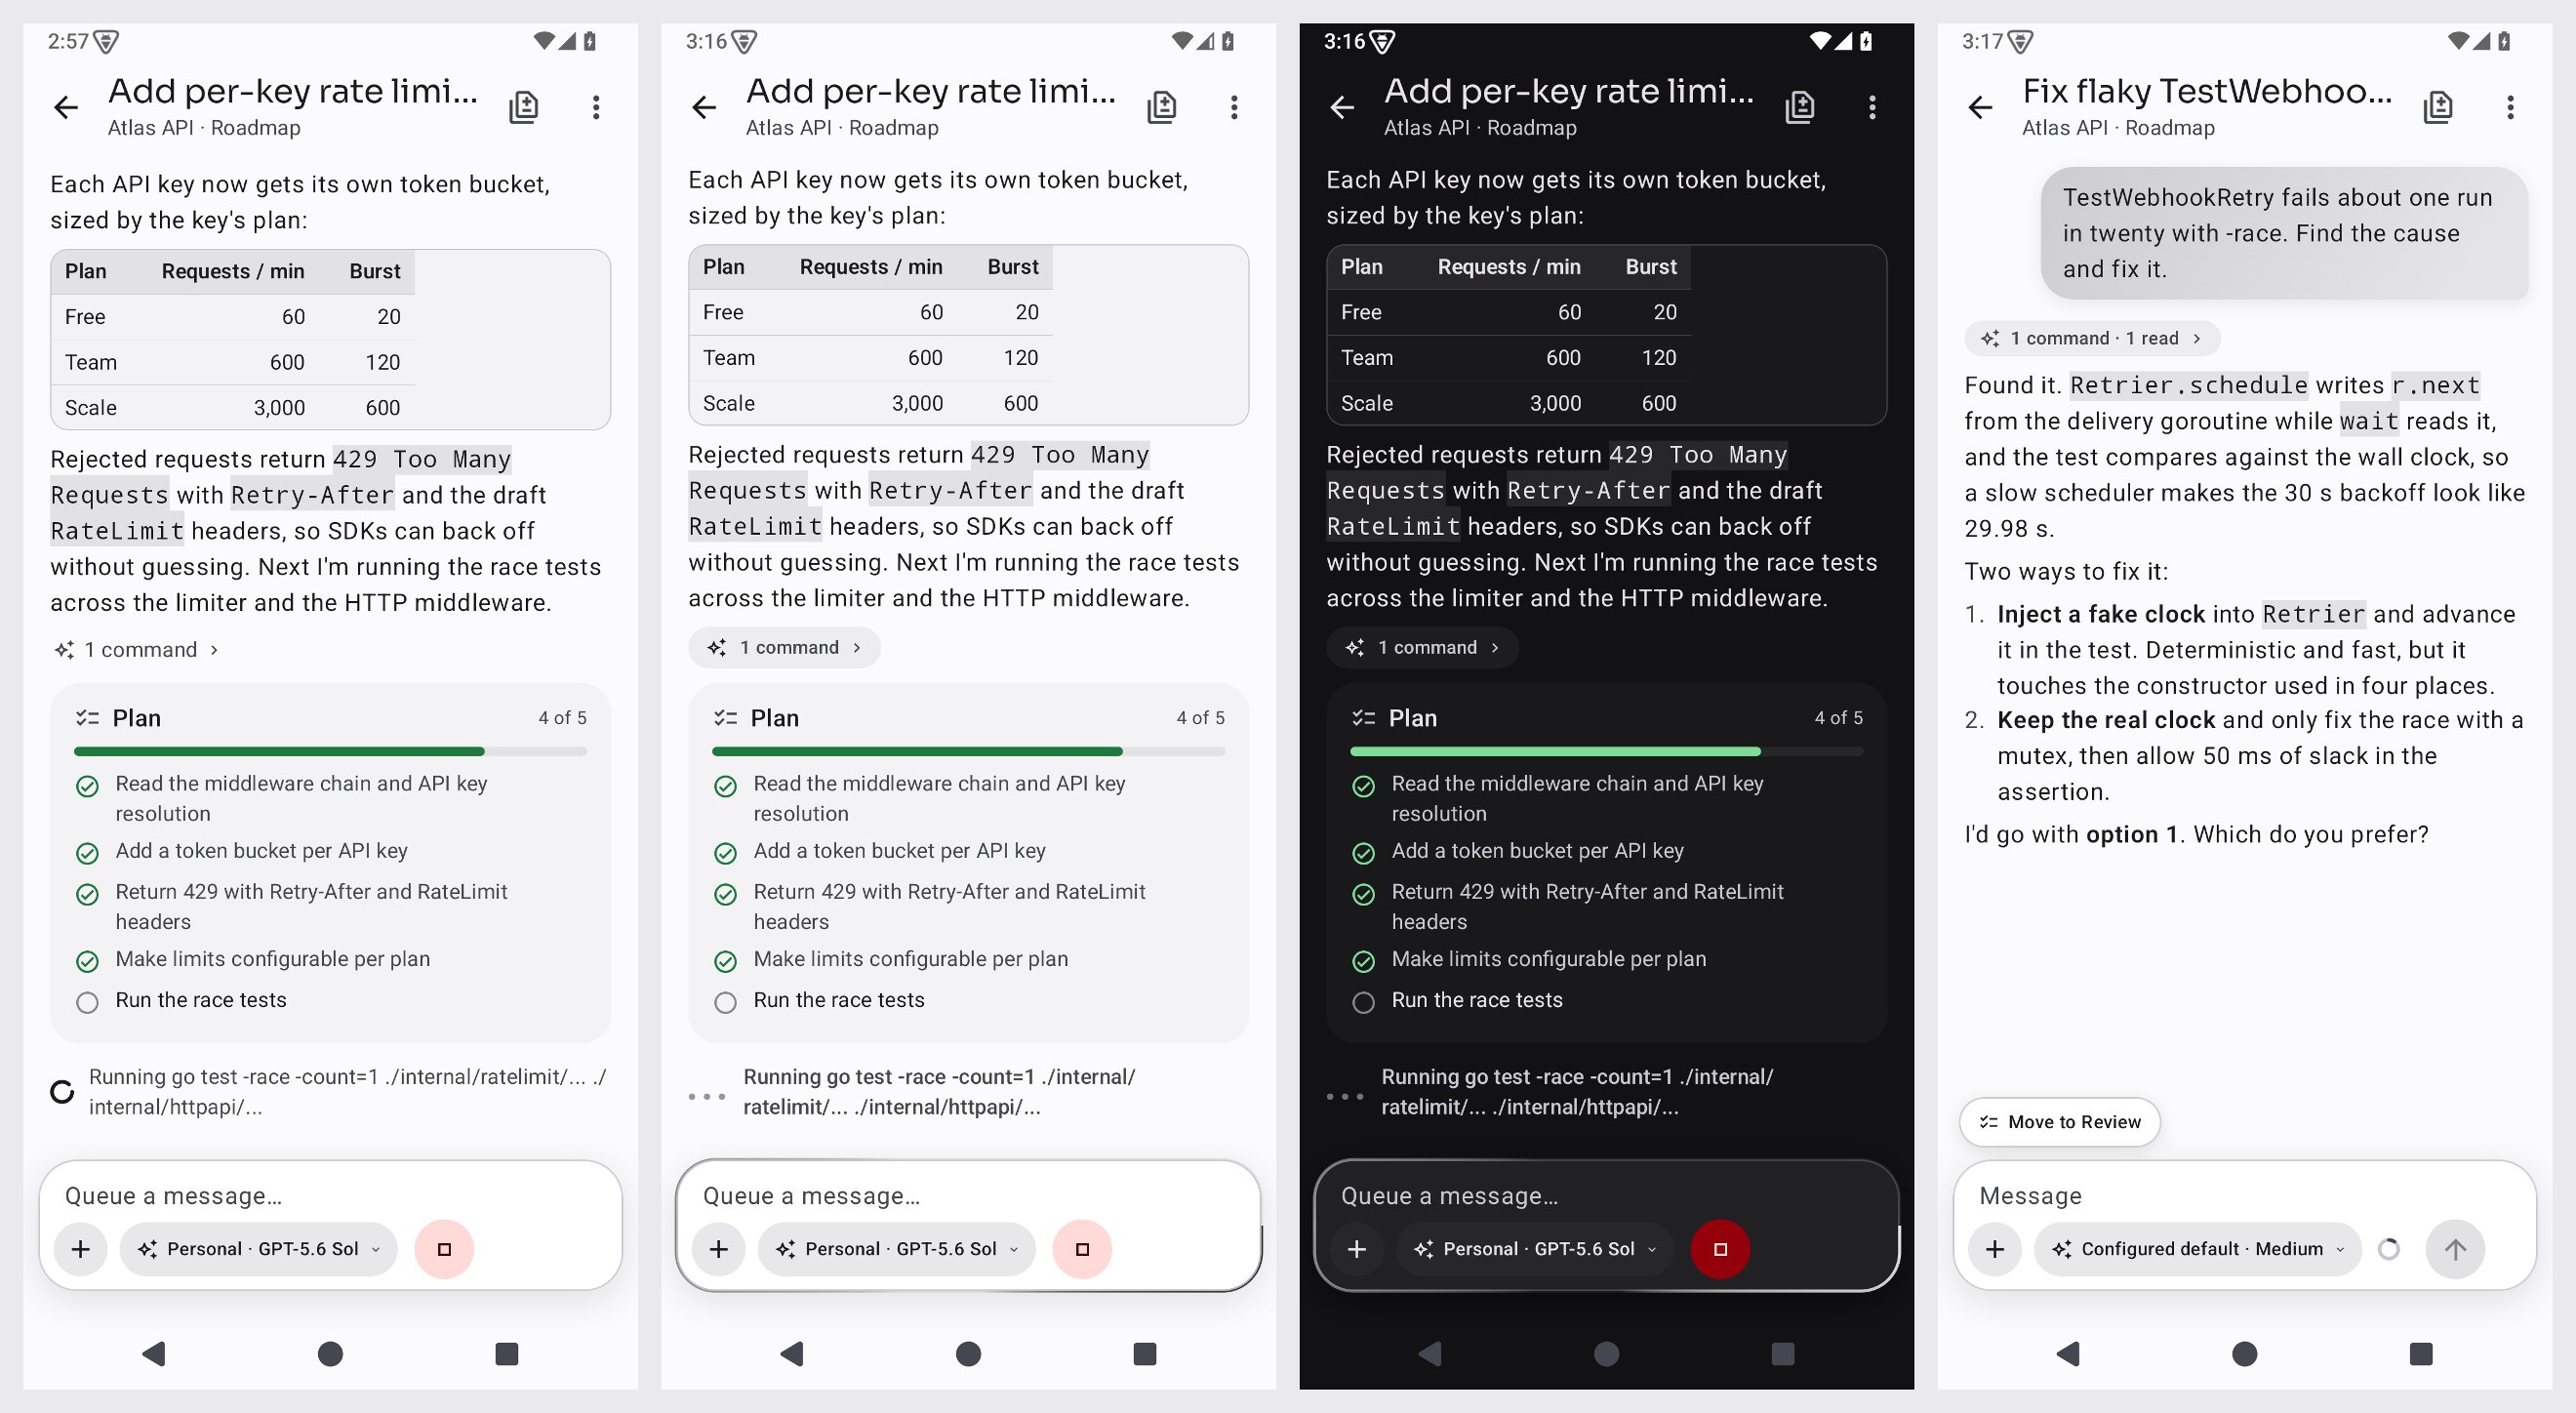 2:57
Add per-key rate limi...
Atlas API · Roadmap
Each API key now gets its own token bucket,
sized by the key's plan:
Plan Requests / min Burst
Free 60 20
Team 600 120
Scale 3,000 600
Rejected requests return 429 Too Many
Requests with Retry-After and the draft
RateLimit headers, so SDKs can back off
without guessing. Next I'm running the race tests
across the limiter and the HTTP middleware.
1 command
Plan 4 of 5
Read the middleware chain and API key
resolution
Add a token bucket per API key
Return 429 with Retry-After and RateLimit
headers
Make limits configurable per plan
Run the race tests
Running go test -race -count=1 ./internal/ratelimit/... ./
internal/httpapi/...
Queue a message...
Personal · GPT-5.6 Sol
3:16
Add per-key rate limi...
Atlas API · Roadmap
Each API key now gets its own token bucket,
sized by the key's plan:
Plan Requests / min Burst
Free 60 20
Team 600 120
Scale 3,000 600
Rejected requests return 429 Too Many
Requests with Retry-After and the draft
RateLimit headers, so SDKs can back off
without guessing. Next I'm running the race tests
across the limiter and the HTTP middleware.
1 command
Plan 4 of 5
Read the middleware chain and API key
resolution
Add a token bucket per API key
Return 429 with Retry-After and RateLimit
headers
Make limits configurable per plan
Run the race tests
Running go test -race -count=1 ./internal/
ratelimit/... ./internal/httpapi/...
Queue a message...
Personal · GPT-5.6 Sol
3:16
Add per-key rate limi...
Atlas API · Roadmap
Each API key now gets its own token bucket,
sized by the key's plan:
Plan Requests / min Burst
Free 60 20
Team 600 120
Scale 3,000 600
Rejected requests return 429 Too Many
Requests with Retry-After and the draft
RateLimit headers, so SDKs can back off
without guessing. Next I'm running the race tests
across the limiter and the HTTP middleware.
1 command
Plan 4 of 5
Read the middleware chain and API key
resolution
Add a token bucket per API key
Return 429 with Retry-After and RateLimit
headers
Make limits configurable per plan
Run the race tests
Running go test -race -count=1 ./internal/
ratelimit/... ./internal/httpapi/...
Queue a message...
Personal · GPT-5.6 Sol
3:17
Fix flaky TestWebhoo...
Atlas API · Roadmap
TestWebhookRetry fails about one run
in twenty with -race. Find the cause
and fix it.
1 command · 1 read
Found it. Retrier.schedule writes r.next
from the delivery goroutine while wait reads it,
and the test compares against the wall clock, so
a slow scheduler makes the 30 s backoff look like
29.98 s.
Two ways to fix it:
1. Inject a fake clock into Retrier and advance
it in the test. Deterministic and fast, but it
touches the constructor used in four places.
2. Keep the real clock and only fix the race with a
mutex, then allow 50 ms of slack in the
assertion.
I'd go with option 1. Which do you prefer?
Move to Review
Message
Configured default · Medium